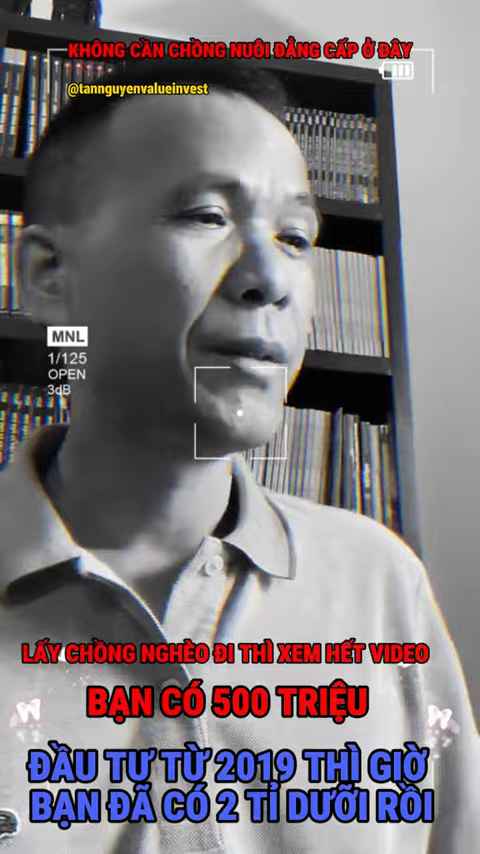 KHÔNG CẦN CHỒNG NUÔI ĐẲNG CẤP Ở ĐÂY
@tannguyenvalueinvest
MNL
1/125
OPEN
3dB
LẤY CHỒNG NGHÈO ĐI THÌ XEM HẾT VIDEO
BẠN CÓ 500 TRIỆU
ĐẦU TƯ TỪ 2019 THÌ GIỜ
BẠN ĐÃ CÓ 2 TỈ DƯỠI RỒI